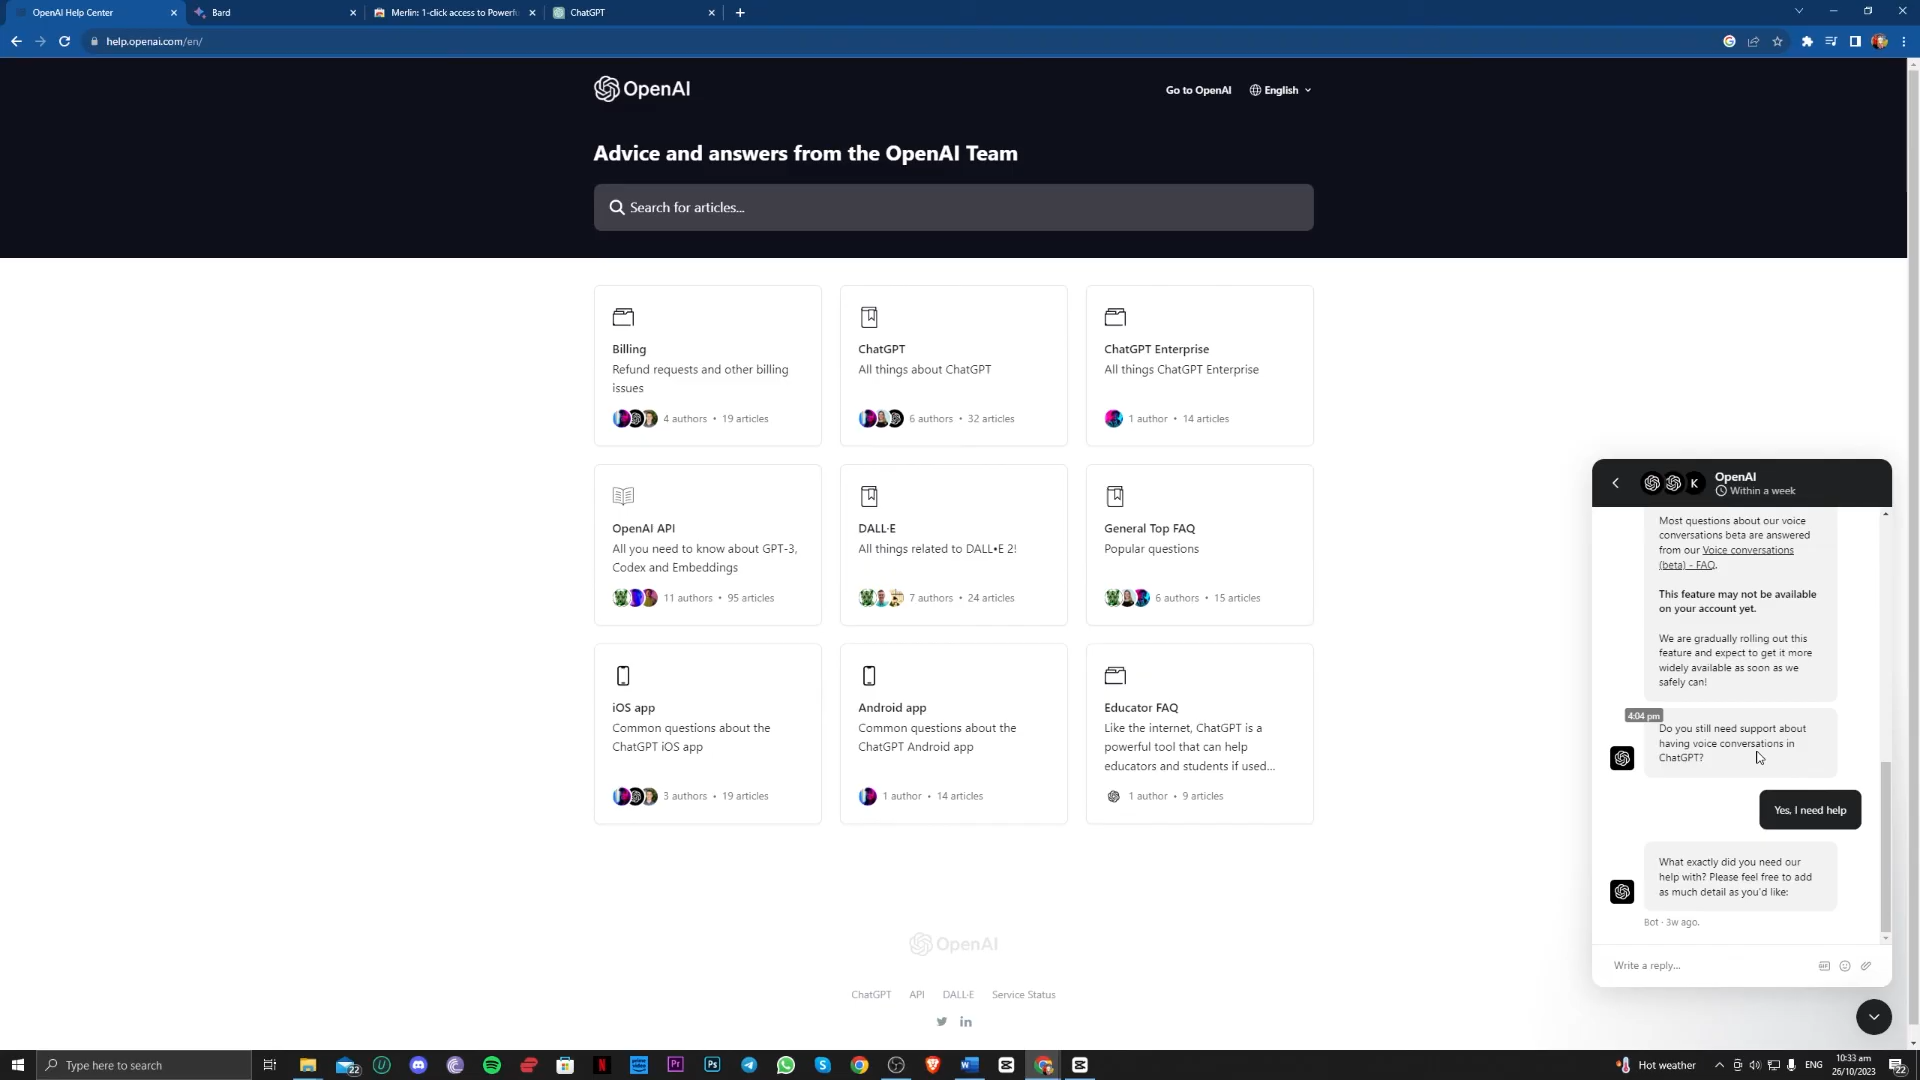 OpenAI Help Center
Bard
Merlin: 1-click access to Powerfu
ChatGPT
help.openai.com/en/
OpenAI
Go to OpenAI
English
Advice and answers from the OpenAI Team
Search for articles...
Billing
Refund requests and other billing
issues
4 authors • 19 articles
ChatGPT
All things about ChatGPT
6 authors • 32 articles
ChatGPT Enterprise
All things ChatGPT Enterprise
1 author • 14 articles
OpenAI API
All you need to know about GPT-3,
Codex and Embeddings
11 authors • 95 articles
DALL·E
All things related to DALL•E 2!
7 authors • 24 articles
General Top FAQ
Popular questions
6 authors • 15 articles
iOS app
Common questions about the
ChatGPT iOS app
3 authors • 19 articles
Android app
Common questions about the
ChatGPT Android app
1 author • 14 articles
Educator FAQ
Like the internet, ChatGPT is a
powerful tool that can help
educators and students if used...
1 author • 9 articles
OpenAI
ChatGPT API DALL·E Service Status
K
OpenAI
Within a week
Most questions about our voice
conversations beta are answered
from our Voice conversations
(beta) - FAQ.
This feature may not be available
on your account yet.
We are gradually rolling out this
feature and expect to get it more
widely available as soon as we
safely can!
4:04 pm
Do you still need support about
having voice conversations in
ChatGPT?
Yes, I need help
What exactly did you need our
help with? Please feel free to add
as much detail as you'd like:
Bot · 3w ago.
Write a reply...
GIF
Type here to search
22
Pr
Ps
Hot weather
ENG
10:33 am
26/10/2023
22